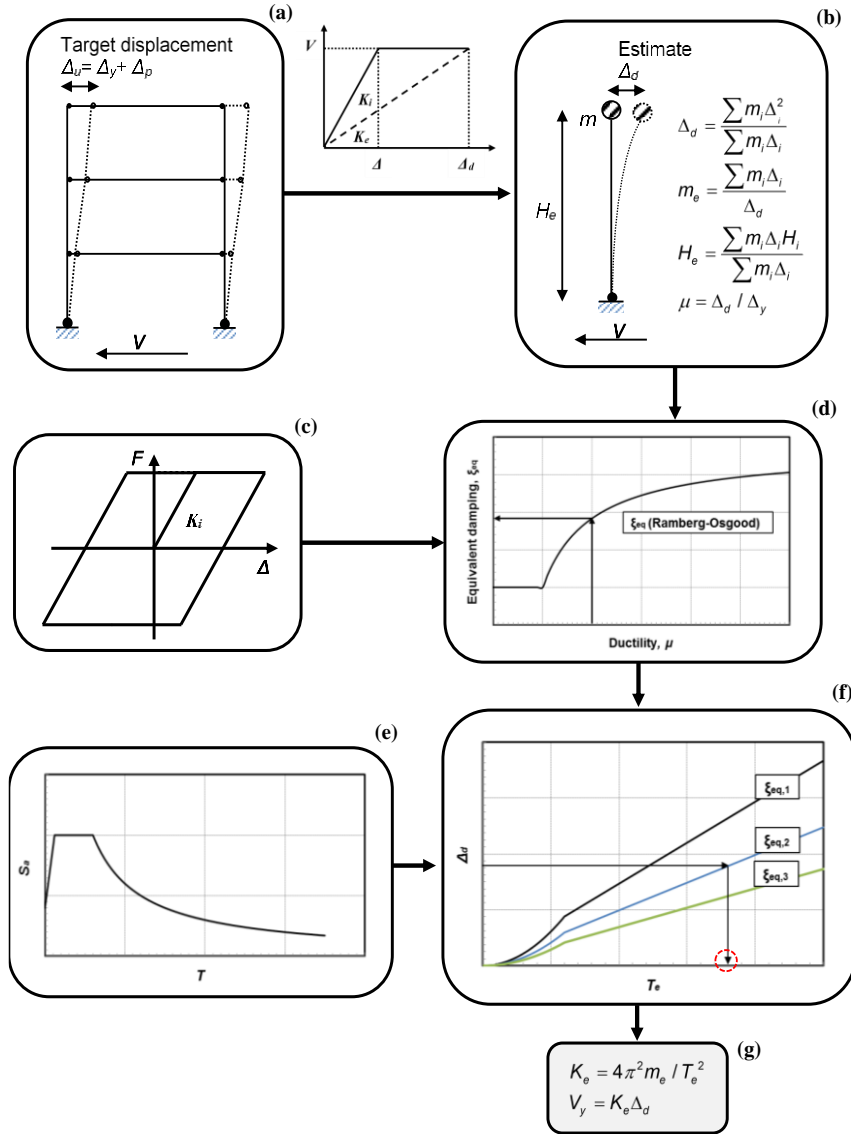 (a)
Target displacement
Δu = Δy + Δp
V
V
Ki
Ke
Δ
Δd
(b)
Estimate
Δd
m
He
V
Δd = ∑ miΔi² / ∑ miΔi
me = ∑ miΔi / Δd
He = ∑ miΔiHi / ∑ miΔi
μ = Δd / Δy
(c)
F
Ki
Δ
(d)
Equivalent damping, ξeq
ξeq (Ramberg-Osgood)
Ductility, μ
(e)
Sa
T
(f)
Δd
ξeq,1
ξeq,2
ξeq,3
Te
(g)
Ke = 4π²me / Te²
Vy = KeΔd